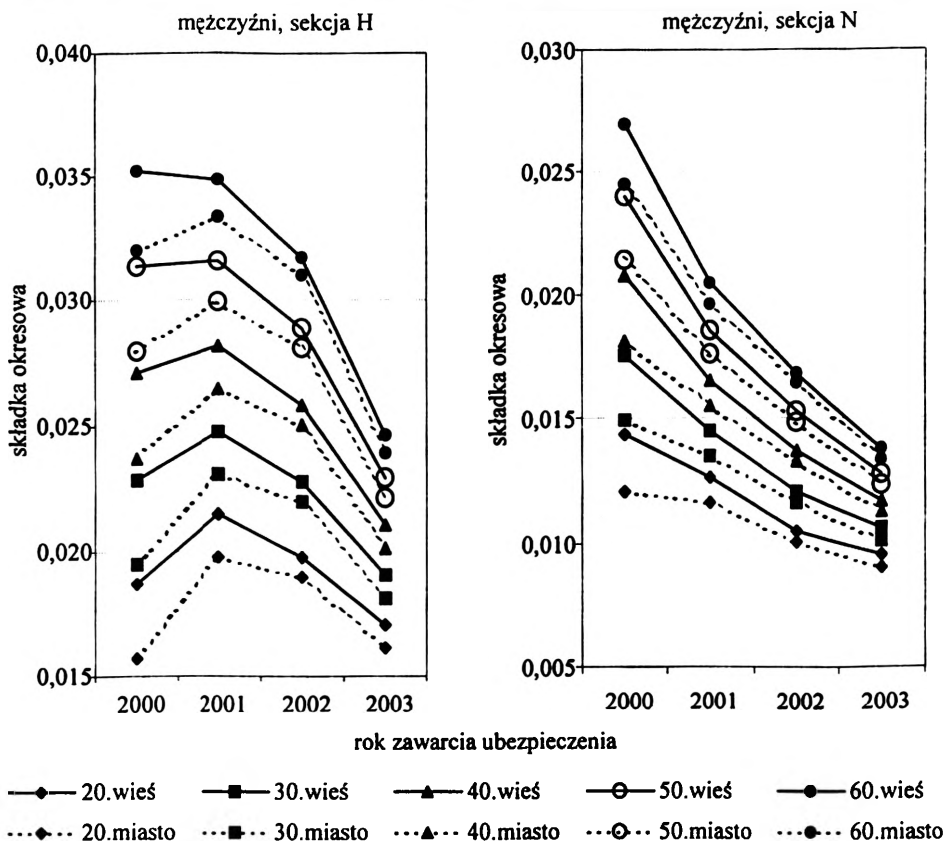 mężczyźni, sekcja H
0,040
0,035
0,030
0,025
0,020
0,015
składka okresowa
2000 2001 2002 2003
mężczyźni, sekcja N
0,030
0,025
0,020
0,015
0,010
0,005
składka okresowa
2000 2001 2002 2003
rok zawarcia ubezpieczenia
20.wieś 30.wieś 40.wieś 50.wieś 60.wieś
20.miasto 30.miasto 40.miasto 50.miasto 60.miasto